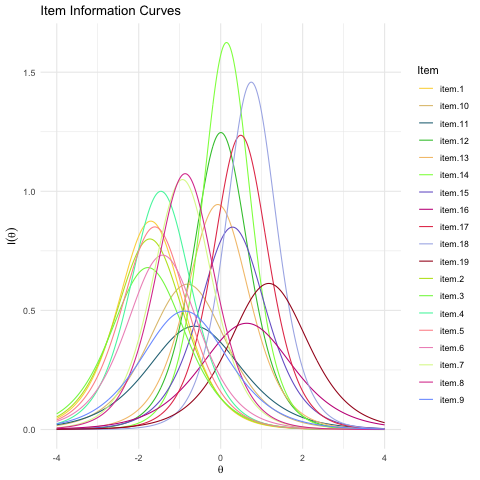 Item Information Curves
I(θ)
1.5
1.0
0.5
0.0
-4
-2
0
2
4
θ
Item
item.1
item.10
item.11
item.12
item.13
item.14
item.15
item.16
item.17
item.18
item.19
item.2
item.3
item.4
item.5
item.6
item.7
item.8
item.9